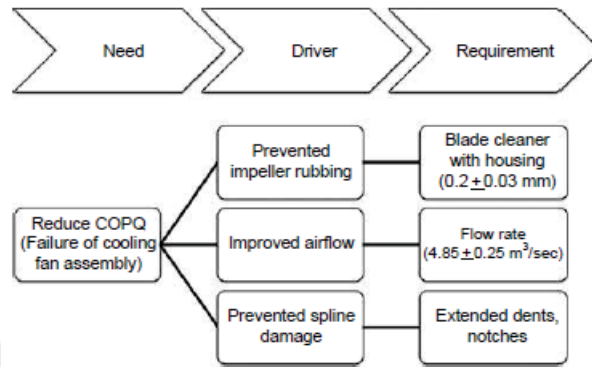 Need
Driver
Requirement
Prevented
impeller rubbing
Blade cleaner
with housing
(0.2 ± 0.03 mm)
Reduce COPQ
(Failure of cooling
fan assembly)
Improved airflow
Flow rate
(4.85 ± 0.25 m³/sec)
Prevented spline
damage
Extended dents,
notches